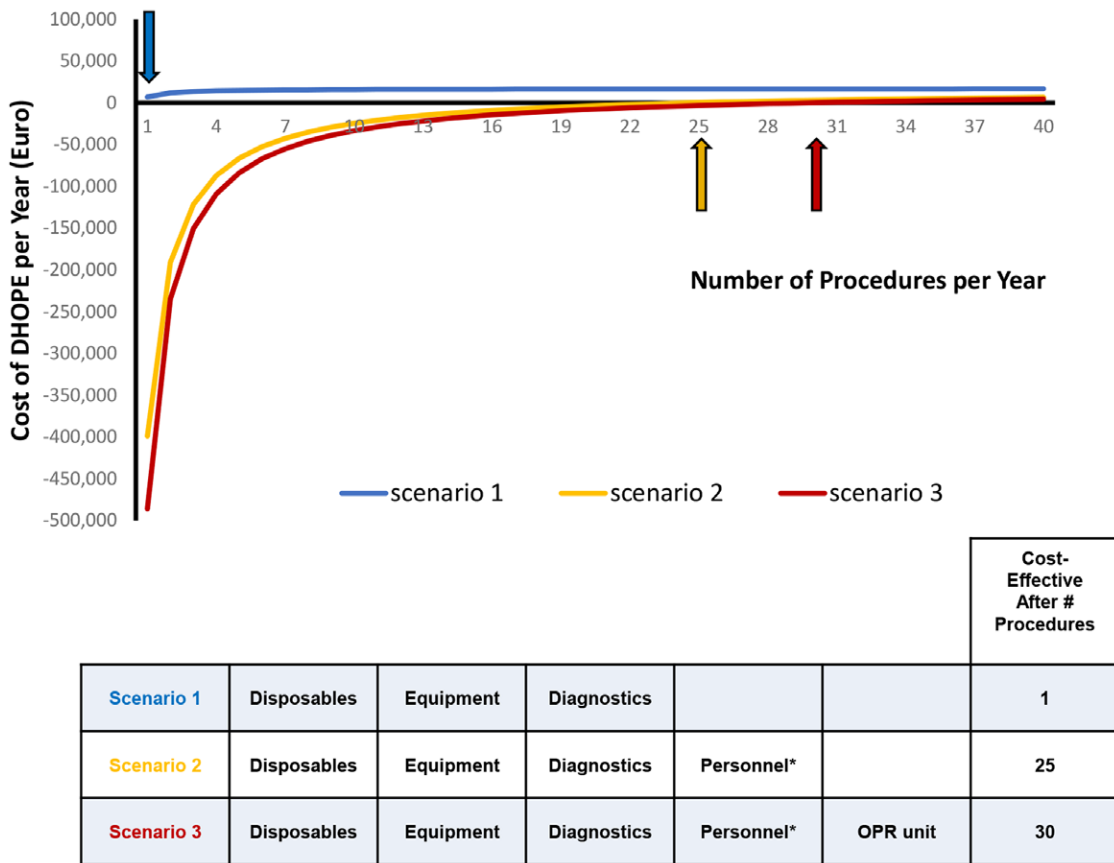 100,000
50,000
0
-50,000
-100,000
-150,000
-200,000
-250,000
-300,000
-350,000
-400,000
-450,000
-500,000
Cost of DHOPE per Year (Euro)
1 4 7 10 13 16 19 22 25 28 31 34 37 40
Number of Procedures per Year
scenario 1 scenario 2 scenario 3
Cost-
Effective
After #
Procedures
Scenario 1 Disposables Equipment Diagnostics 1
Scenario 2 Disposables Equipment Diagnostics Personnel* 25
Scenario 3 Disposables Equipment Diagnostics Personnel* OPR unit 30